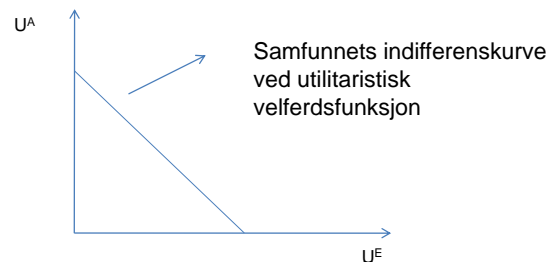 Uᴬ
Samfunnets indifferenskurve
ved utilitaristisk
velferdsfunksjon
Uᴱ